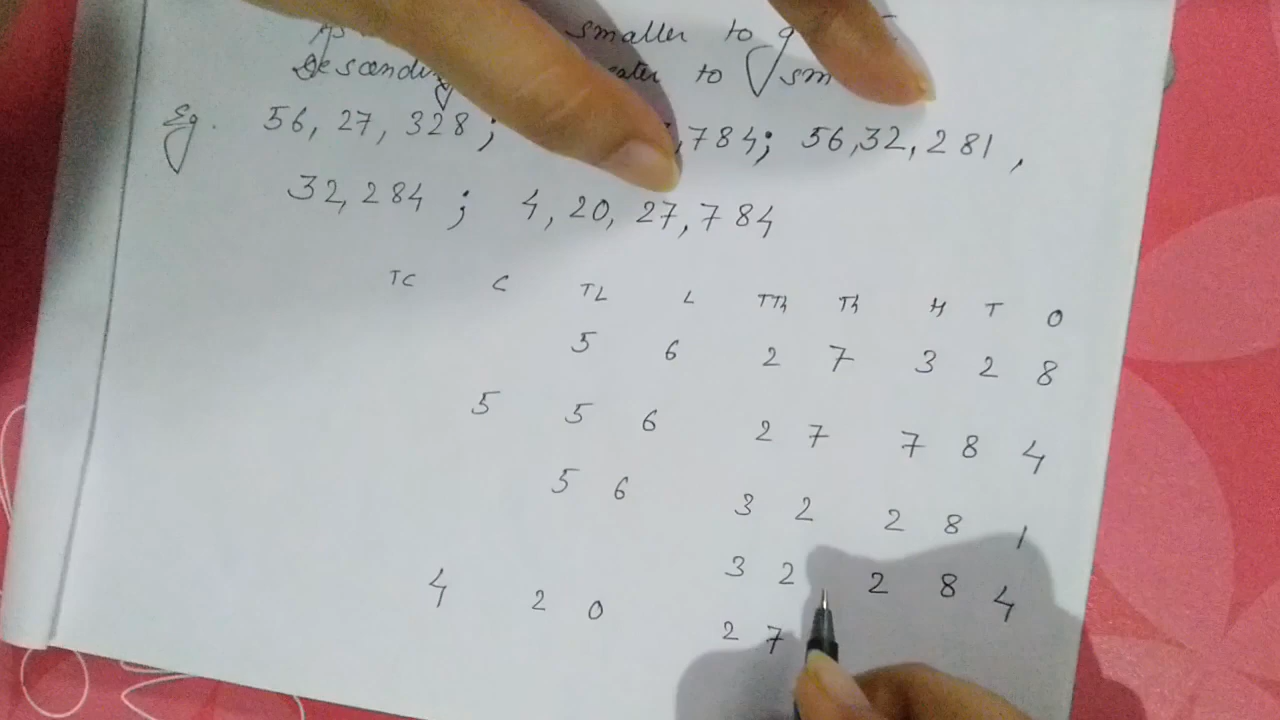 smaller to
to
Eg. 56, 27, 328 ; ,784; 56,32, 281 ,
32, 284 ; 4, 20, 27, 784
TC C TL L TTh Th H T O
5 6 2 7 3 2 8
5 5 6 2 7 7 8 4
5 6 3 2 2 8 1
3 2 2 8 4
4 2 0 2 7